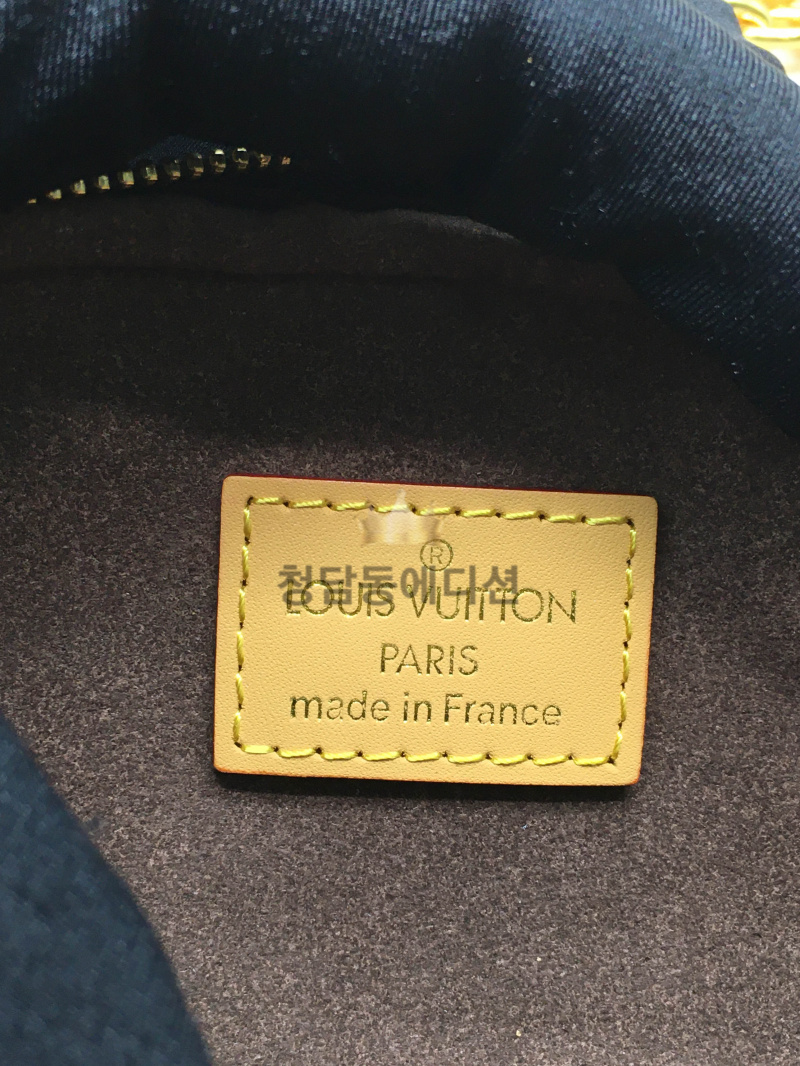 ®
청담동에디션
LOUIS VUITTON
PARIS
made in France